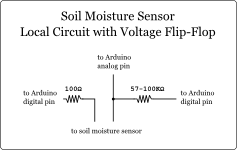 Soil Moisture Sensor
Local Circuit with Voltage Flip-Flop
to Arduino
analog pin
100Ω
57-100KΩ
to Arduino
digital pin
to Arduino
digital pin
to soil moisture sensor